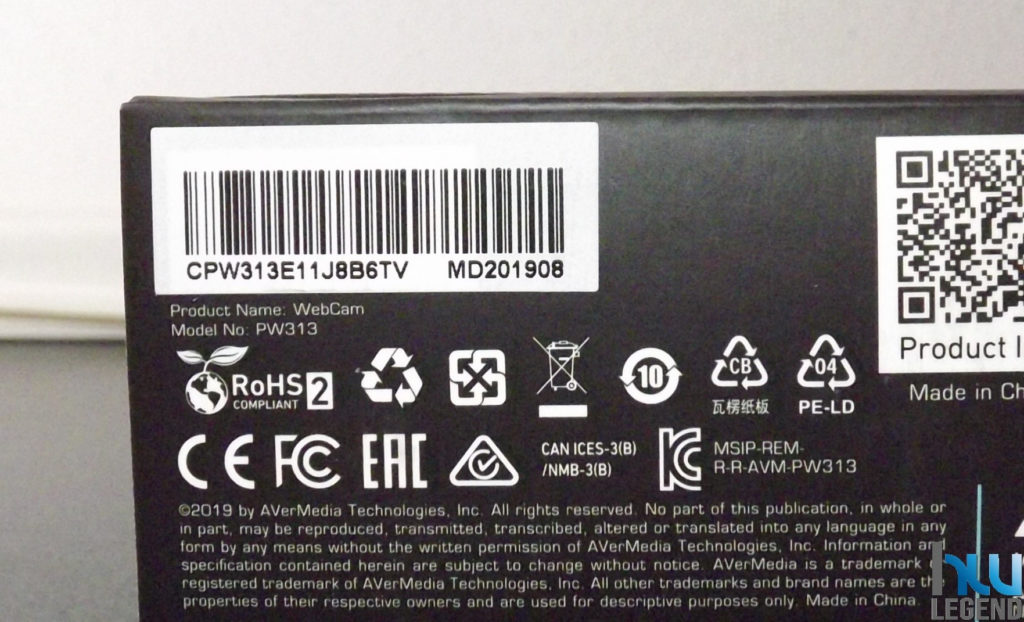 CPW313E11J8B6TV MD201908
Product Name: WebCam
Model No: PW313
RoHS 2
COMPLIANT
10
CB
04
瓦楞纸板
PE-LD
Product
Made in
CE FC EAC
CAN ICES-3(B)
/NMB-3(B)
MSIP-REM-
R-R-AVM-PW313
©2019 by AVerMedia Technologies, Inc. All rights reserved. No part of this publication, in whole or
in part, may be reproduced, transmitted, transcribed, altered or translated into any language in any
form by any means without the written permission of AVerMedia Technologies, Inc. Information and
specification contained herein are subject to change without notice. AVerMedia is a trademark
registered trademark of AVerMedia Technologies, Inc. All other trademarks and brand names are the
properties of their respective owners and are used for descriptive purposes only. Made in China.
LEGEND